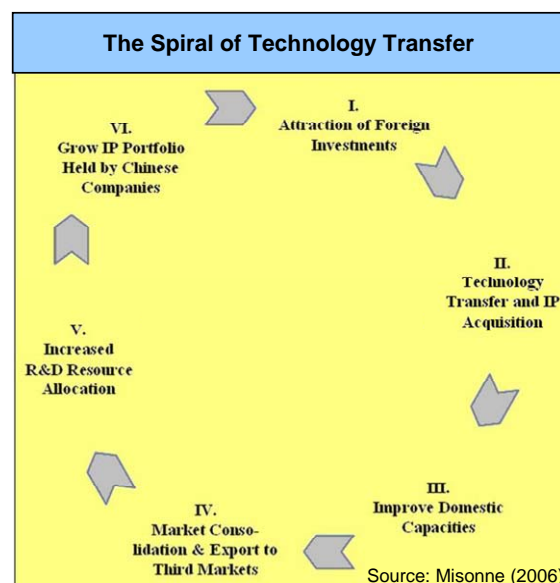 The Spiral of Technology Transfer
I.
Attraction of Foreign
Investments
II.
Technology
Transfer and IP
Acquisition
III.
Improve Domestic
Capacities
IV.
Market Conso-
lidation & Export to
Third Markets
V.
Increased
R&D Resource
Allocation
VI.
Grow IP Portfolio
Held by Chinese
Companies
Source: Misonne (2006)